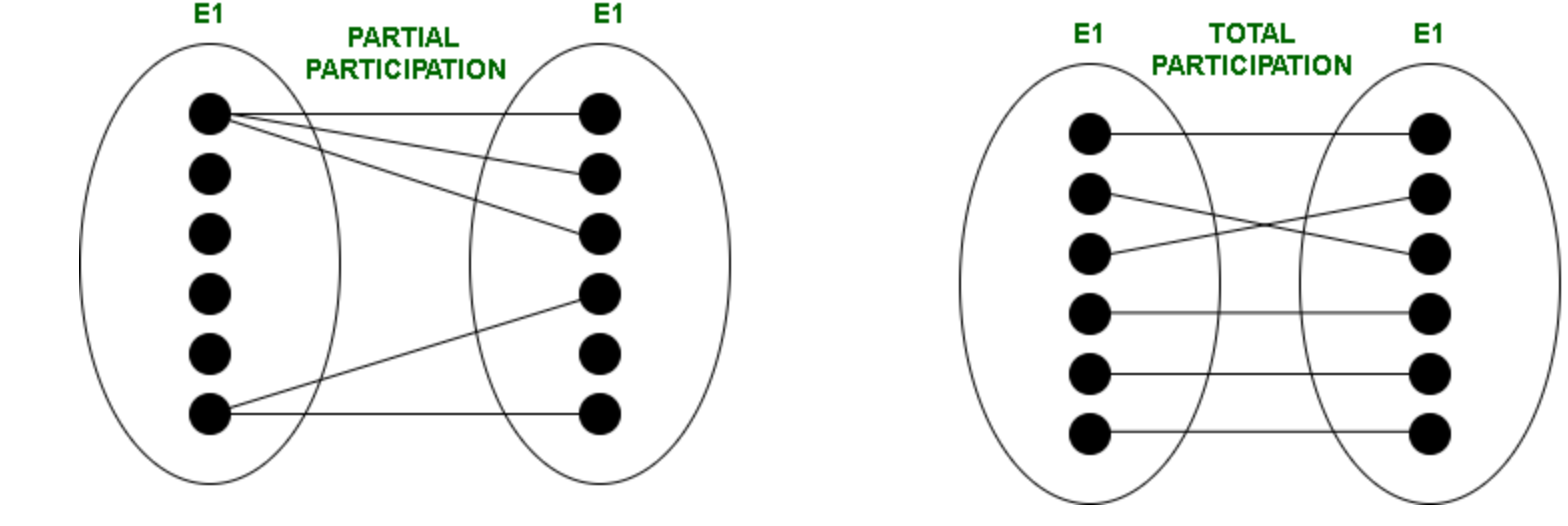 E1
E1
PARTIAL
PARTICIPATION
E1
TOTAL
E1
PARTICIPATION